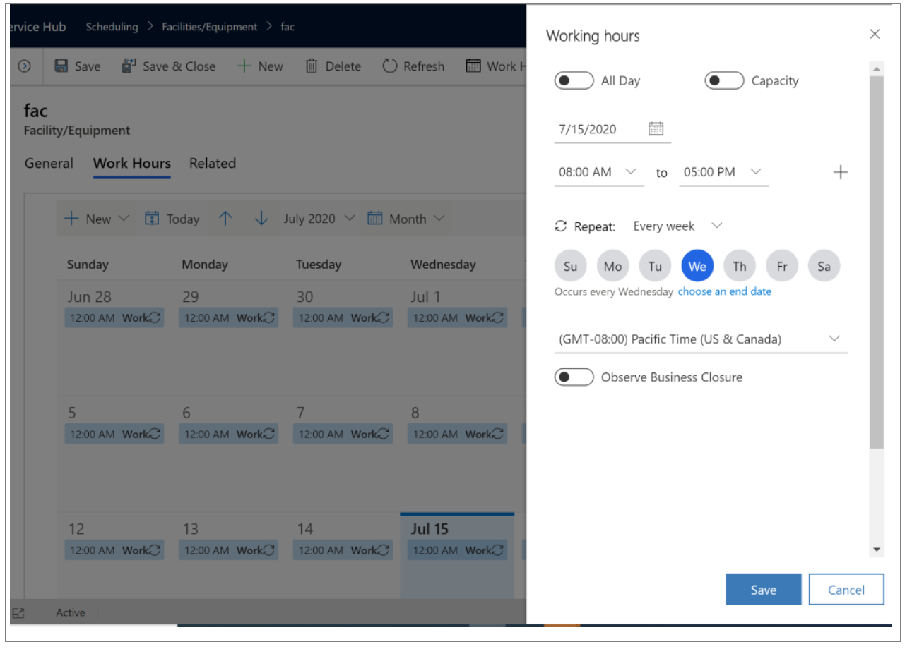 ervice Hub Scheduling > Facilities/Equipment > fac
Save Save & Close New Delete Refresh Work H
fac
Facility/Equipment
General Work Hours Related
New Today July 2020 Month
Sunday Monday Tuesday Wednesday
Jun 28 29 30 Jul 1
12:00 AM Work 12:00 AM Work 12:00 AM Work 12:00 AM Work
5 6 7 8
12:00 AM Work 12:00 AM Work 12:00 AM Work 12:00 AM Work
12 13 14 Jul 15
12:00 AM Work 12:00 AM Work 12:00 AM Work 12:00 AM Work
Active
Working hours
All Day Capacity
7/15/2020
08:00 AM to 05:00 PM
Repeat: Every week
Su Mo Tu We Th Fr Sa
Occurs every Wednesday choose an end date
(GMT-08:00) Pacific Time (US & Canada)
Observe Business Closure
Save Cancel